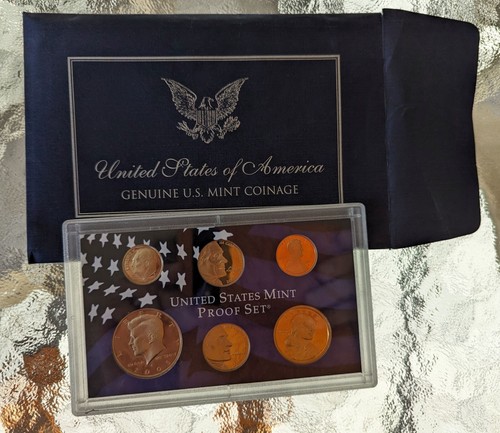 United States of America
GENUINE U.S. MINT COINAGE
UNITED STATES MINT
PROOF SET®